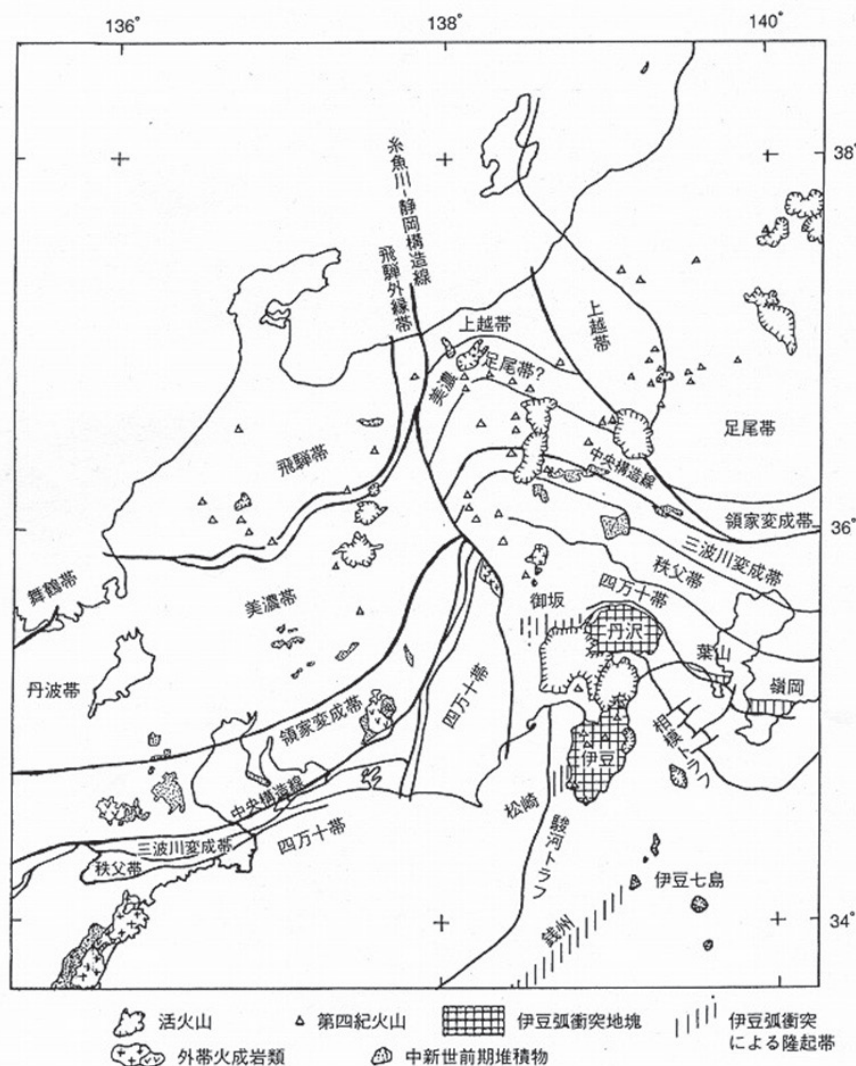 136°
138°
140°
38°
36°
34°
糸魚川-静岡構造線
飛騨外縁帯
上越帯
足尾帯?
美濃
上越帯
足尾帯
飛騨帯
中央構造線
領家変成帯
三波川変成帯
秩父帯
四万十帯
舞鶴帯
美濃帯
御坂
丹沢
葉山
嶺岡
丹波帯
四万十帯
領家変成帯
相模トラフ
伊豆
中央構造線
松崎
駿河トラフ
三波川変成帯
四万十帯
秩父帯
伊豆七島
銭州
活火山
第四紀火山
伊豆弧衝突地塊
伊豆弧衝突
による隆起帯
外帯火成岩類
中新世前期堆積物